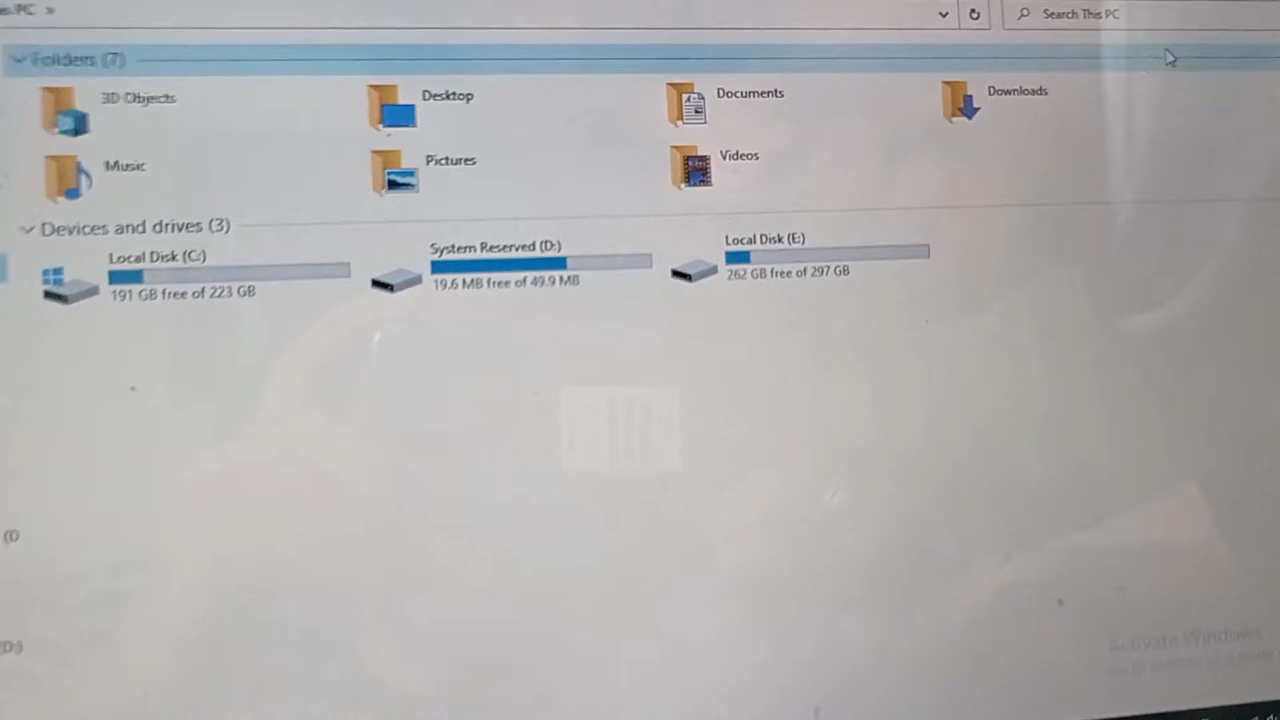 Search This PC
Folders (7)
3D Objects
Desktop
Documents
Downloads
Music
Pictures
Videos
Devices and drives (3)
Local Disk (C:)
191 GB free of 223 GB
System Reserved (D:)
19.6 MB free of 49.9 MB
Local Disk (E:)
262 GB free of 297 GB
(D
(D:)
Activate Windows